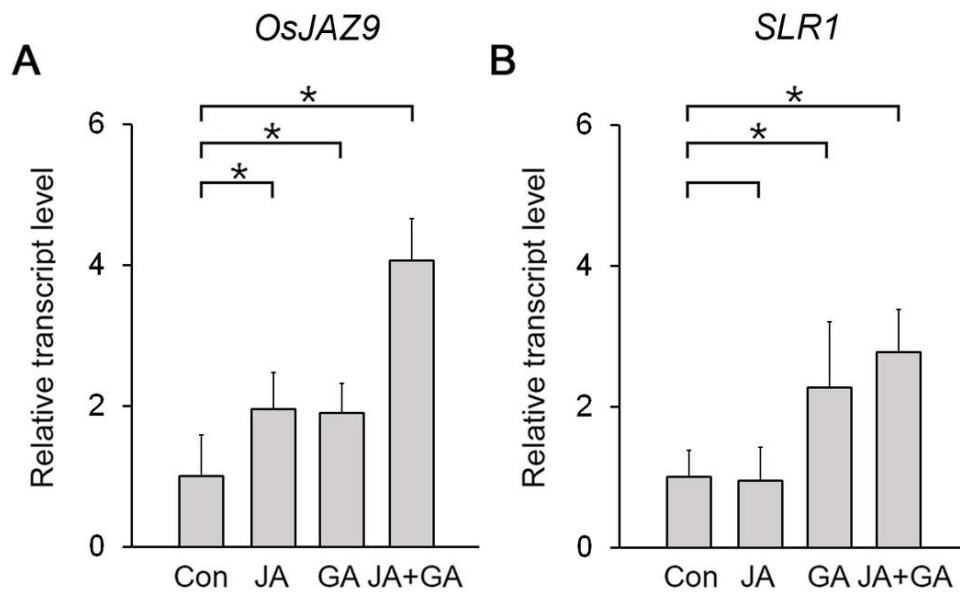 A
OsJAZ9
Relative transcript level
6
4
2
0
*
*
*
Con JA GA JA+GA
B
SLR1
Relative transcript level
6
4
2
0
*
*
Con JA GA JA+GA